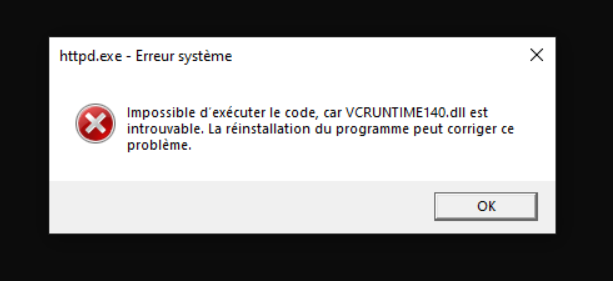 httpd.exe - Erreur système
Impossible d'exécuter le code, car VCRUNTIME140.dll est
introuvable. La réinstallation du programme peut corriger ce
problème.
OK